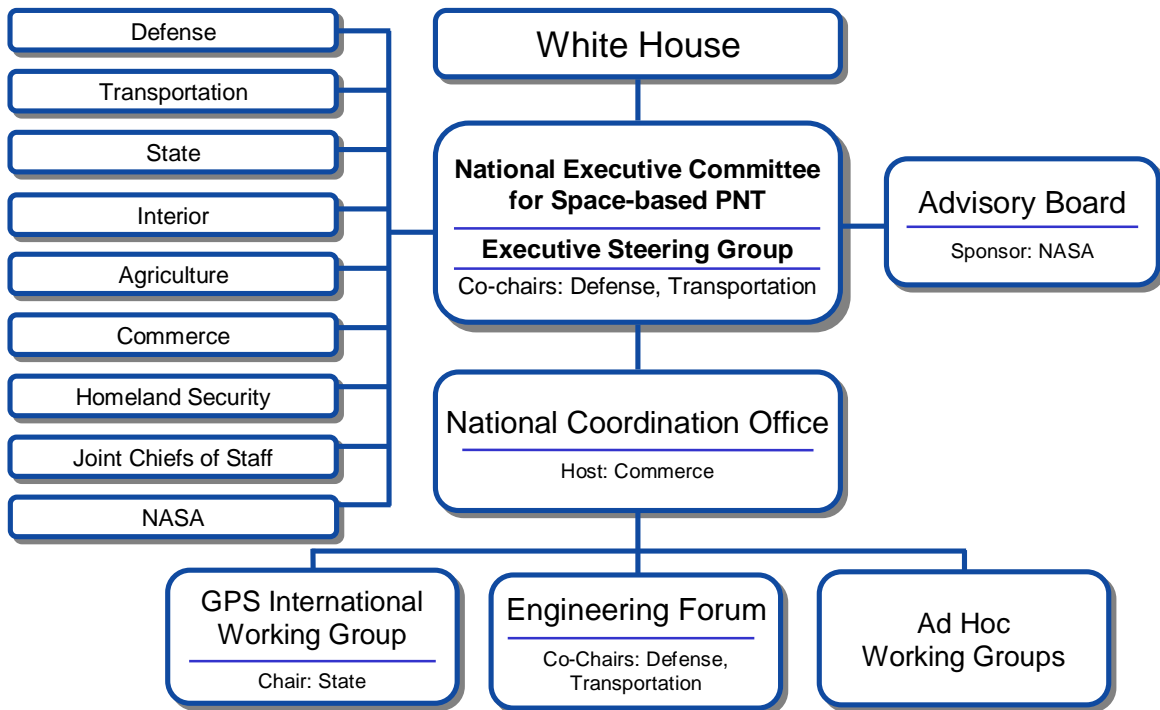 Defense
Transportation
State
Interior
Agriculture
Commerce
Homeland Security
Joint Chiefs of Staff
NASA
White House
National Executive Committee
for Space-based PNT
Executive Steering Group
Co-chairs: Defense, Transportation
Advisory Board
Sponsor: NASA
National Coordination Office
Host: Commerce
GPS International
Working Group
Chair: State
Engineering Forum
Co-Chairs: Defense,
Transportation
Ad Hoc
Working Groups